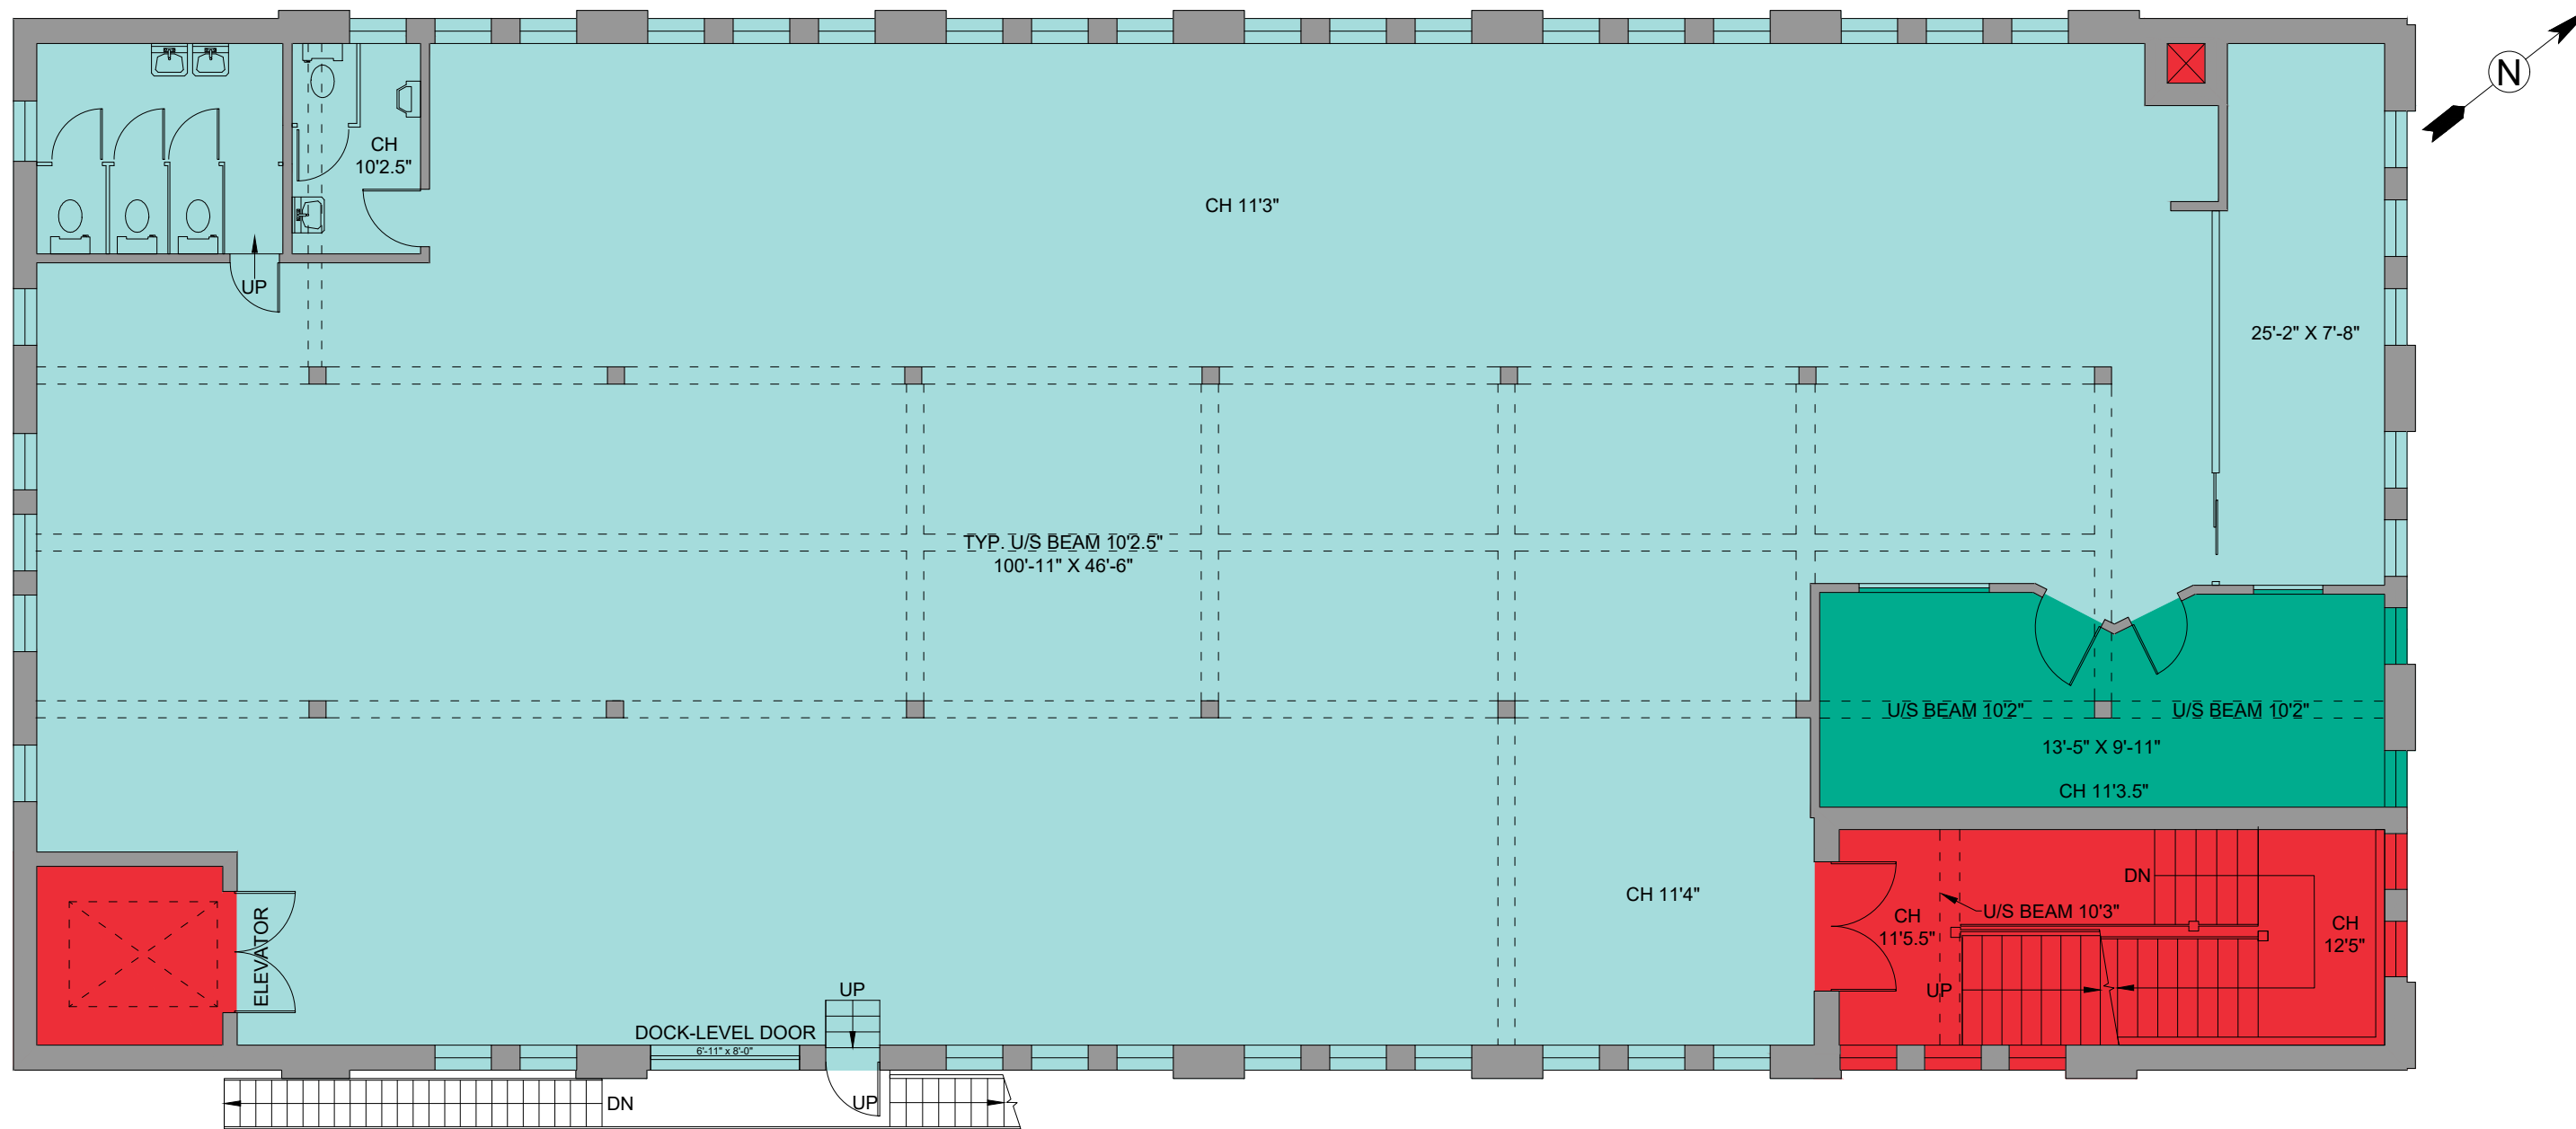 N
CH
10'2.5"
CH 11'3"
UP
25'-2" X 7'-8"
TYP. U/S BEAM 10'2.5"
100'-11" X 46'-6"
U/S BEAM 10'2"
U/S BEAM 10'2"
13'-5" X 9'-11"
CH 11'3.5"
DN
CH 11'4"
U/S BEAM 10'3"
CH
11'5.5"
CH
12'5"
ELEVATOR
UP
UP
DOCK-LEVEL DOOR
6'-11" x 8'-0"
DN
UP